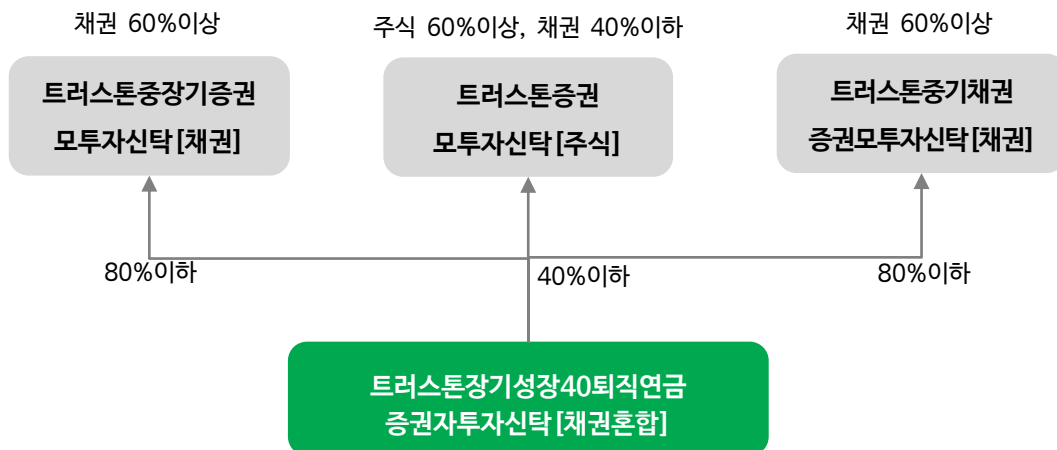 채권 60%이상
주식 60%이상, 채권 40%이하
채권 60%이상
트러스톤중장기증권
모투자신탁[채권]
트러스톤증권
모투자신탁[주식]
트러스톤중기채권
증권모투자신탁[채권]
80%이하
40%이하
80%이하
트러스톤장기성장40퇴직연금
증권자투자신탁[채권혼합]